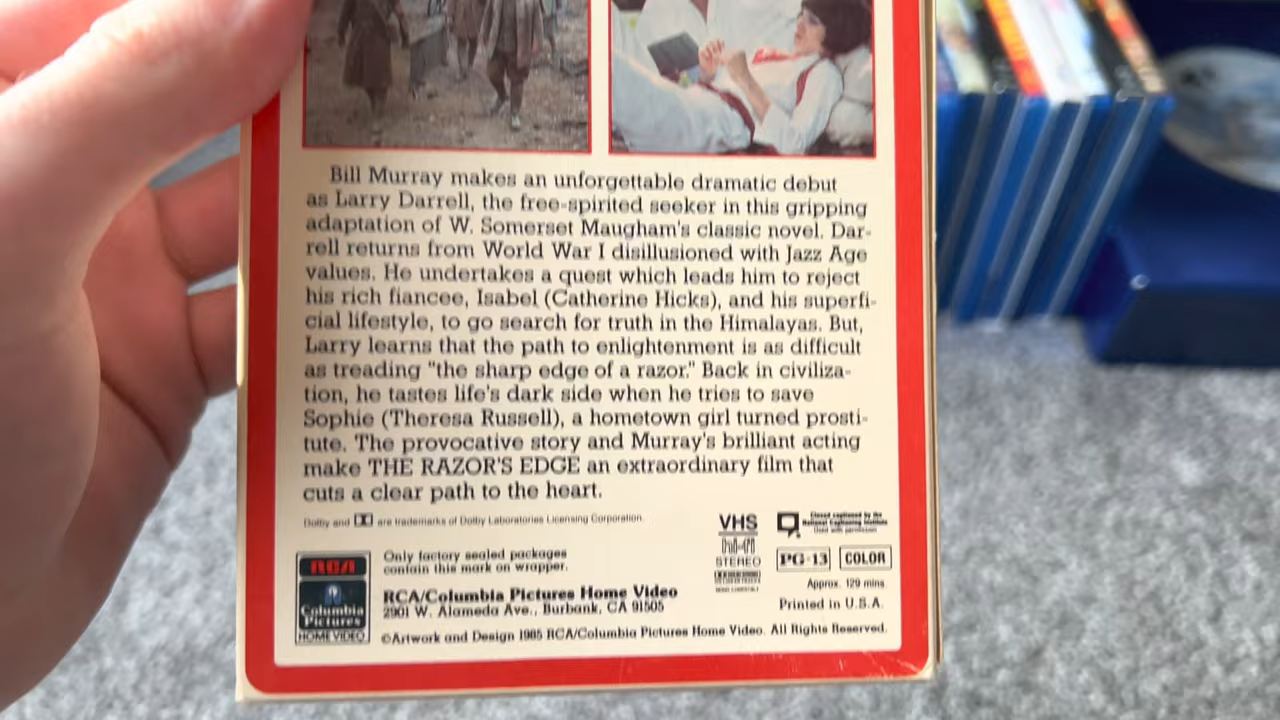 Bill Murray makes an unforgettable dramatic debut
as Larry Darrell, the free-spirited seeker in this gripping
adaptation of W. Somerset Maugham's classic novel. Dar-
rell returns from World War I disillusioned with Jazz Age
values. He undertakes a quest which leads him to reject
his rich fiancee, Isabel (Catherine Hicks), and his superfi-
cial lifestyle, to go search for truth in the Himalayas. But,
Larry learns that the path to enlightenment is as difficult
as treading "the sharp edge of a razor." Back in civiliza-
tion, he tastes life's dark side when he tries to save
Sophie (Theresa Russell), a hometown girl turned prosti-
tute. The provocative story and Murray's brilliant acting
make THE RAZOR'S EDGE an extraordinary film that
cuts a clear path to the heart.
Dolby and are trademarks of Dolby Laboratories Licensing Corporation.
VHS
hi-fi
STEREO
Closed captioned by the
National Captioning Institute
Used with permission
PG-13 COLOR
Approx. 129 mins.
Printed in U.S.A.
RCA
Columbia
Pictures
HOME VIDEO
Only factory sealed packages
contain this mark on wrapper.
RCA/Columbia Pictures Home Video
2901 W. Alameda Ave., Burbank, CA 91505
©Artwork and Design 1985 RCA/Columbia Pictures Home Video. All Rights Reserved.